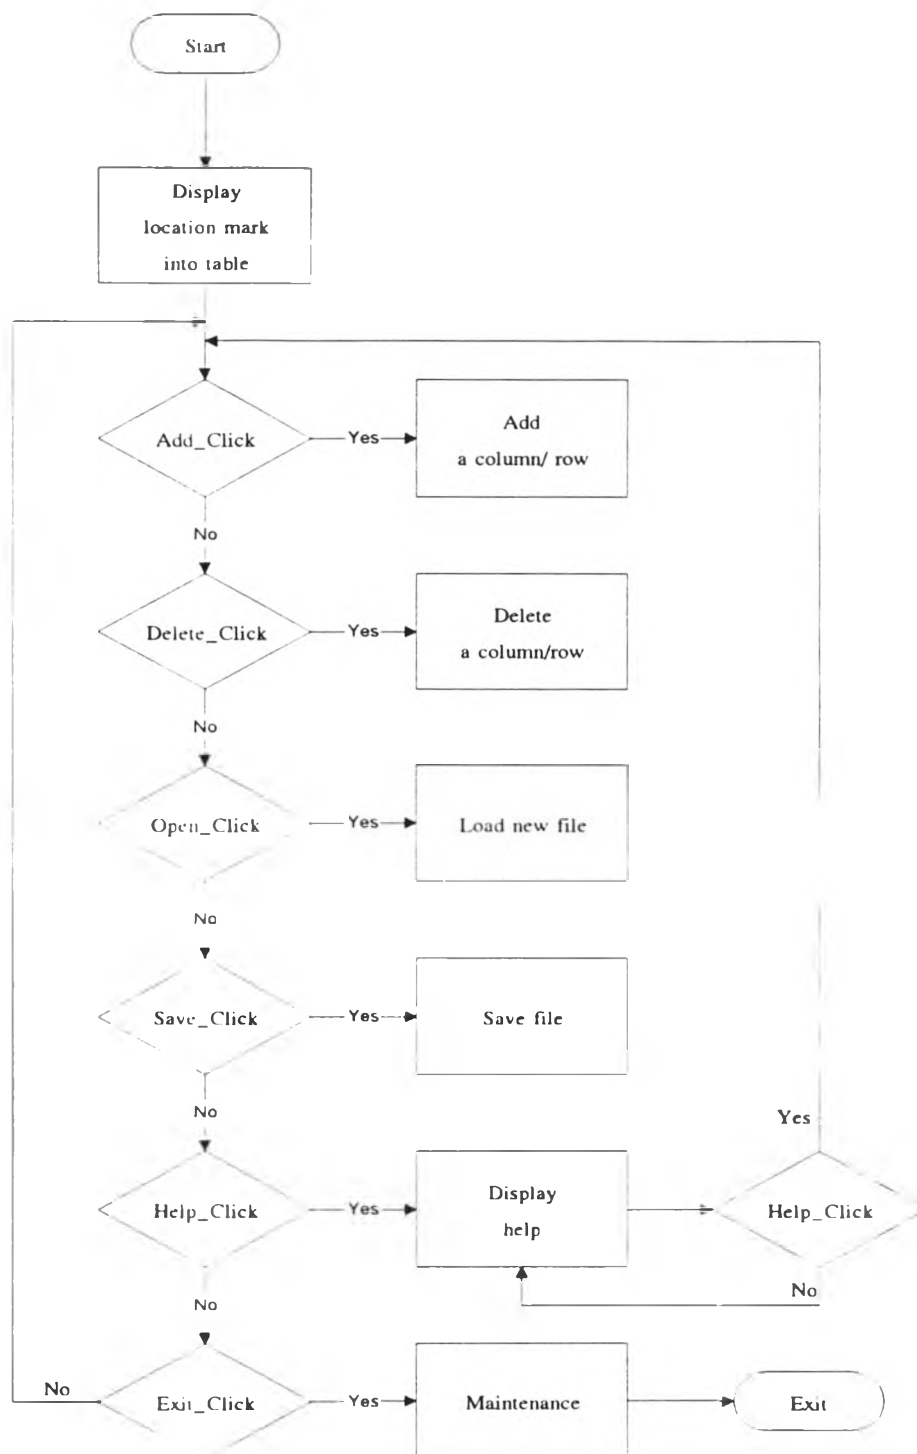 Start
Display
location mark
into table
Add_Click
Yes
Add
a column/ row
No
Delete_Click
Yes
Delete
a column/row
No
Open_Click
Yes
Load new file
No
Save_Click
Yes
Save file
No
Yes
Help_Click
Yes
Display
help
Help_Click
No
No
No
Exit_Click
Yes
Maintenance
Exit